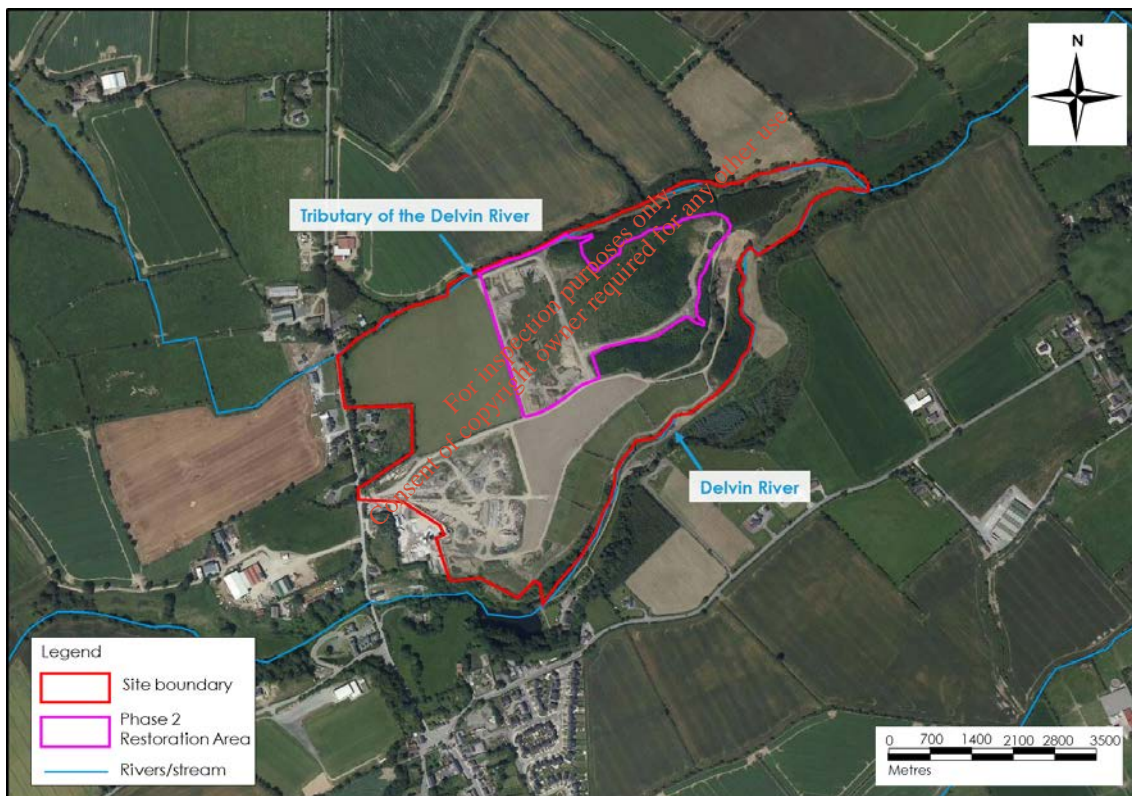 N
Tributary of the Delvin River
For inspection purposes only.
Consent of copyright owner required for any other use.
Delvin River
Legend
Site boundary
Phase 2
Restoration Area
Rivers/stream
0 700 1400 2100 2800 3500
Metres